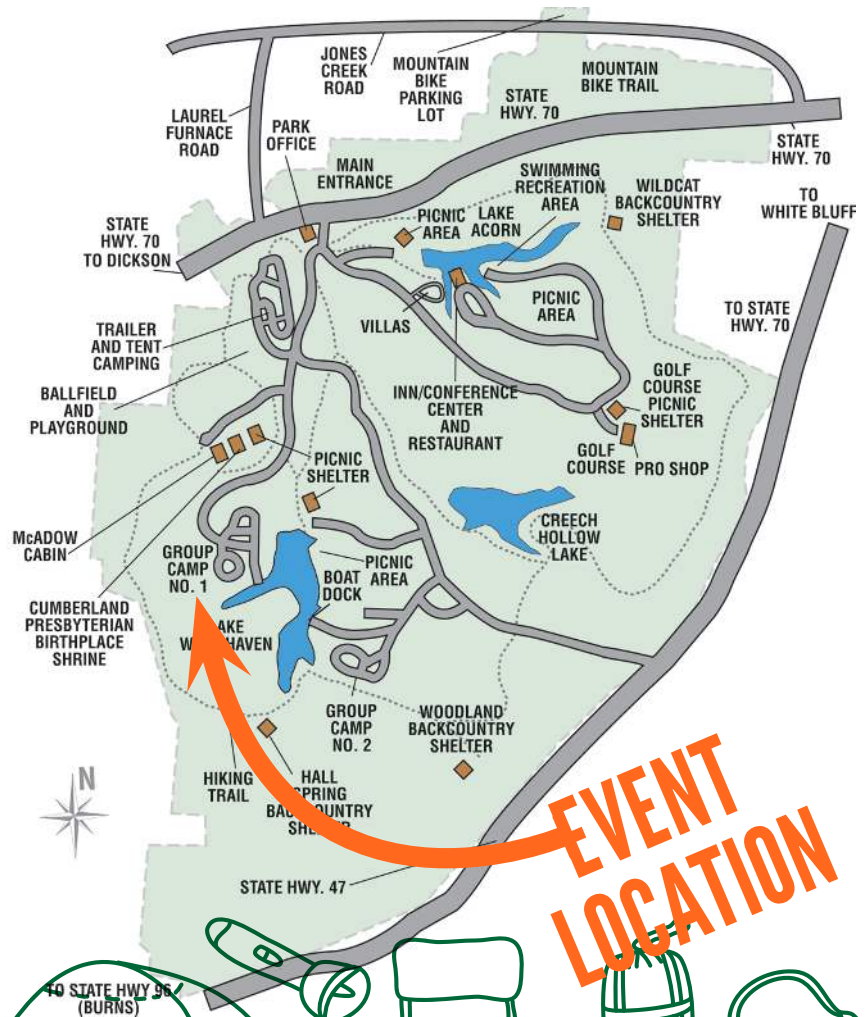 JONES
CREEK
ROAD
MOUNTAIN
BIKE
PARKING
LOT
MOUNTAIN
BIKE TRAIL
STATE
HWY. 70
LAUREL
FURNACE
ROAD
PARK
OFFICE
MAIN
ENTRANCE
STATE
HWY. 70
SWIMMING
RECREATION
AREA
WILDCAT
BACKCOUNTRY
SHELTER
TO
WHITE BLUFF
STATE
HWY. 70
TO DICKSON
PICNIC
AREA
LAKE
ACORN
TRAILER
AND TENT
CAMPING
VILLAS
PICNIC
AREA
TO STATE
HWY. 70
BALLFIELD
AND
PLAYGROUND
INN/CONFERENCE
CENTER
AND
RESTAURANT
GOLF
COURSE
PICNIC
SHELTER
GOLF
COURSE
PRO SHOP
PICNIC
SHELTER
McADOW
CABIN
GROUP
CAMP
NO. 1
PICNIC
AREA
BOAT
DOCK
CREECH
HOLLOW
LAKE
CUMBERLAND
PRESBYTERIAN
BIRTHPLACE
SHRINE
GROUP
CAMP
NO. 2
WOODLAND
BACKCOUNTRY
SHELTER
N
HIKING
TRAIL
HALL
SPRING
BACKCOUNTRY
SHELTER
EVENT
LOCATION
STATE HWY. 47
TO STATE HWY 96
(BURNS)